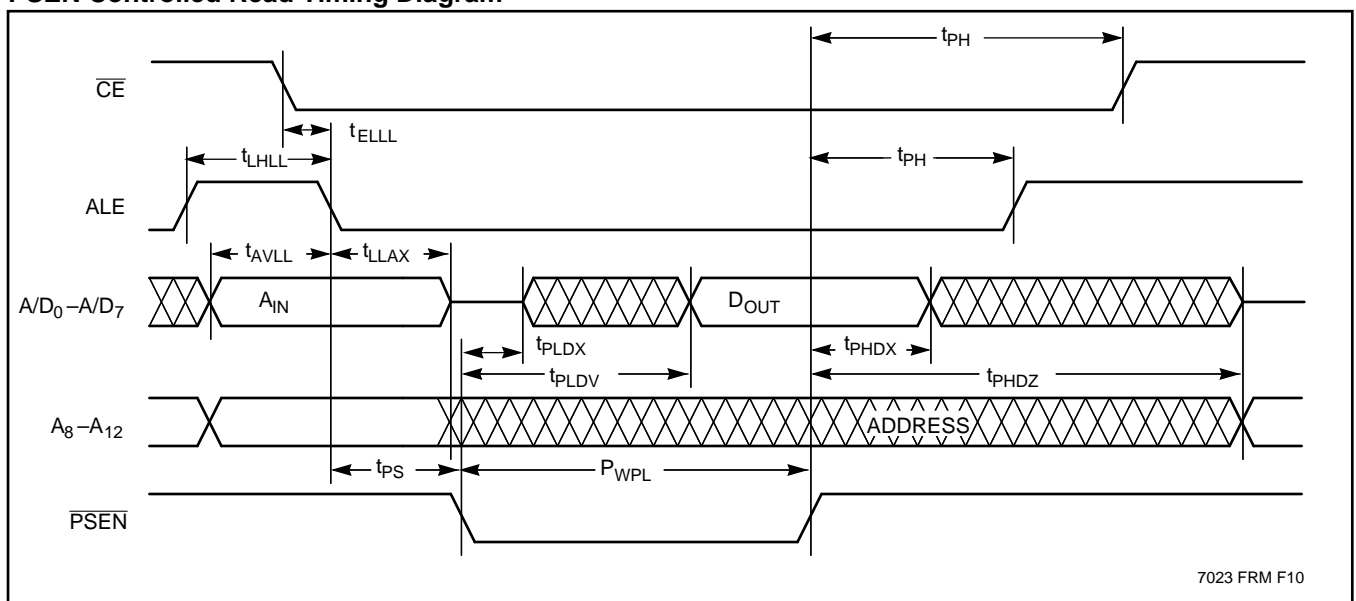 PSEN Controlled Read Timing Diagram
tPH
CE
tELLL
tLHLL
tPH
ALE
tAVLL
tLLAX
A/D0–A/D7
AIN
DOUT
tPLDX
tPHDX
tPLDV
tPHDZ
A8–A12
ADDRESS
tPS
PWPL
PSEN
7023 FRM F10